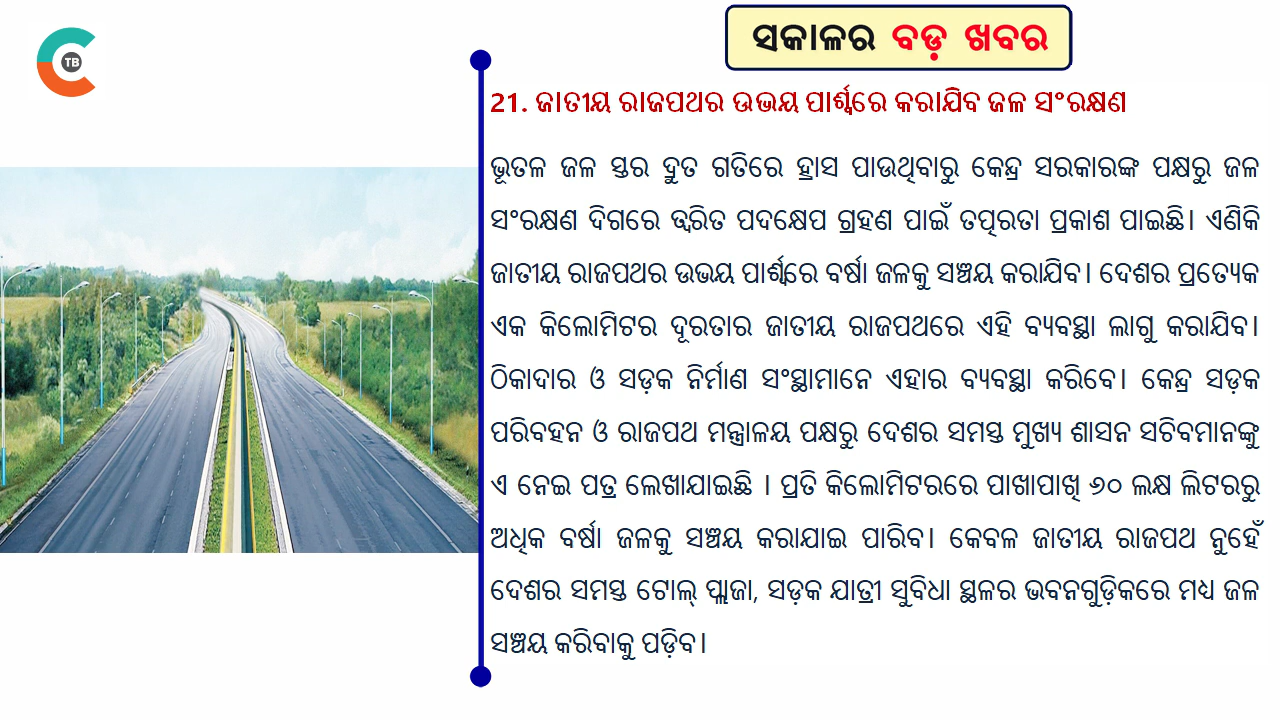 TB
ସକାଳର ବଡ଼ ଖବର
21. ଜାତୀୟ ରାଜପଥର ଉଭୟ ପାର୍ଶ୍ୱରେ କରାଯିବ ଜଳ ସଂରକ୍ଷଣ
ଭୂତଳ ଜଳ ସ୍ତର ଦ୍ରୁତ ଗତିରେ ହ୍ରାସ ପାଉଥିବାରୁ କେନ୍ଦ୍ର ସରକାରଙ୍କ ପକ୍ଷରୁ ଜଳ
ସଂରକ୍ଷଣ ଦିଗରେ ତ୍ୱରିତ ପଦକ୍ଷେପ ଗ୍ରହଣ ପାଇଁ ତତ୍ପରତା ପ୍ରକାଶ ପାଇଛି। ଏଣିକି
ଜାତୀୟ ରାଜପଥର ଉଭୟ ପାର୍ଶ୍ୱରେ ବର୍ଷା ଜଳକୁ ସଞ୍ଚୟ କରାଯିବ। ଦେଶର ପ୍ରତ୍ୟେକ
ଏକ କିଲୋମିଟର ଦୂରତାର ଜାତୀୟ ରାଜପଥରେ ଏହି ବ୍ୟବସ୍ଥା ଲାଗୁ କରାଯିବ।
ଠିକାଦାର ଓ ସଡ଼କ ନିର୍ମାଣ ସଂସ୍ଥାମାନେ ଏହାର ବ୍ୟବସ୍ଥା କରିବେ। କେନ୍ଦ୍ର ସଡ଼କ
ପରିବହନ ଓ ରାଜପଥ ମନ୍ତ୍ରାଳୟ ପକ୍ଷରୁ ଦେଶର ସମସ୍ତ ମୁଖ୍ୟ ଶାସନ ସଚିବମାନଙ୍କୁ
ଏ ନେଇ ପତ୍ର ଲେଖାଯାଇଛି । ପ୍ରତି କିଲୋମିଟରରେ ପାଖାପାଖି ୬୦ ଲକ୍ଷ ଲିଟରରୁ
ଅଧିକ ବର୍ଷା ଜଳକୁ ସଞ୍ଚୟ କରାଯାଇ ପାରିବ। କେବଳ ଜାତୀୟ ରାଜପଥ ନୁହେଁ
ଦେଶର ସମସ୍ତ ଟୋଲ୍ ପ୍ଲାଜା, ସଡ଼କ ଯାତ୍ରୀ ସୁବିଧା ସ୍ଥଳର ଭବନଗୁଡ଼ିକରେ ମଧ୍ୟ ଜଳ
ସଞ୍ଚୟ କରିବାକୁ ପଡ଼ିବ।